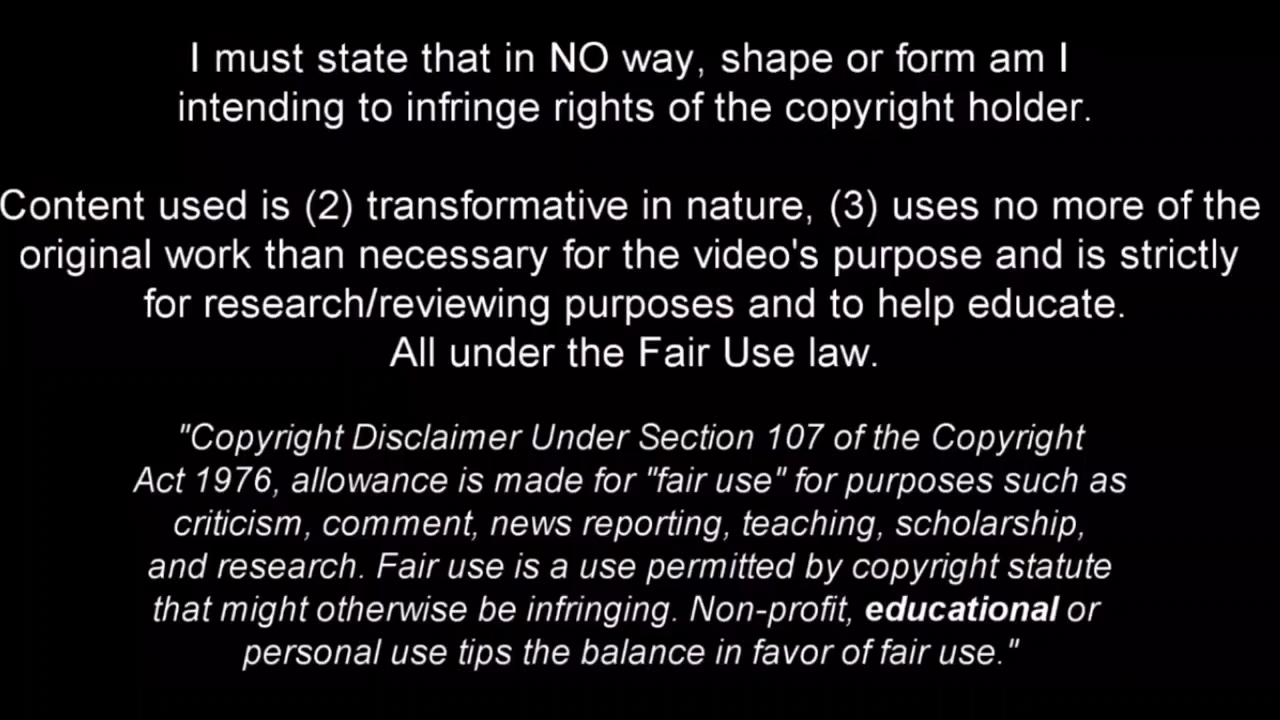 I must state that in NO way, shape or form am I
intending to infringe rights of the copyright holder.
Content used is (2) transformative in nature, (3) uses no more of the
original work than necessary for the video's purpose and is strictly
for research/reviewing purposes and to help educate.
All under the Fair Use law.
"Copyright Disclaimer Under Section 107 of the Copyright
Act 1976, allowance is made for "fair use" for purposes such as
criticism, comment, news reporting, teaching, scholarship,
and research. Fair use is a use permitted by copyright statute
that might otherwise be infringing. Non-profit, educational or
personal use tips the balance in favor of fair use."